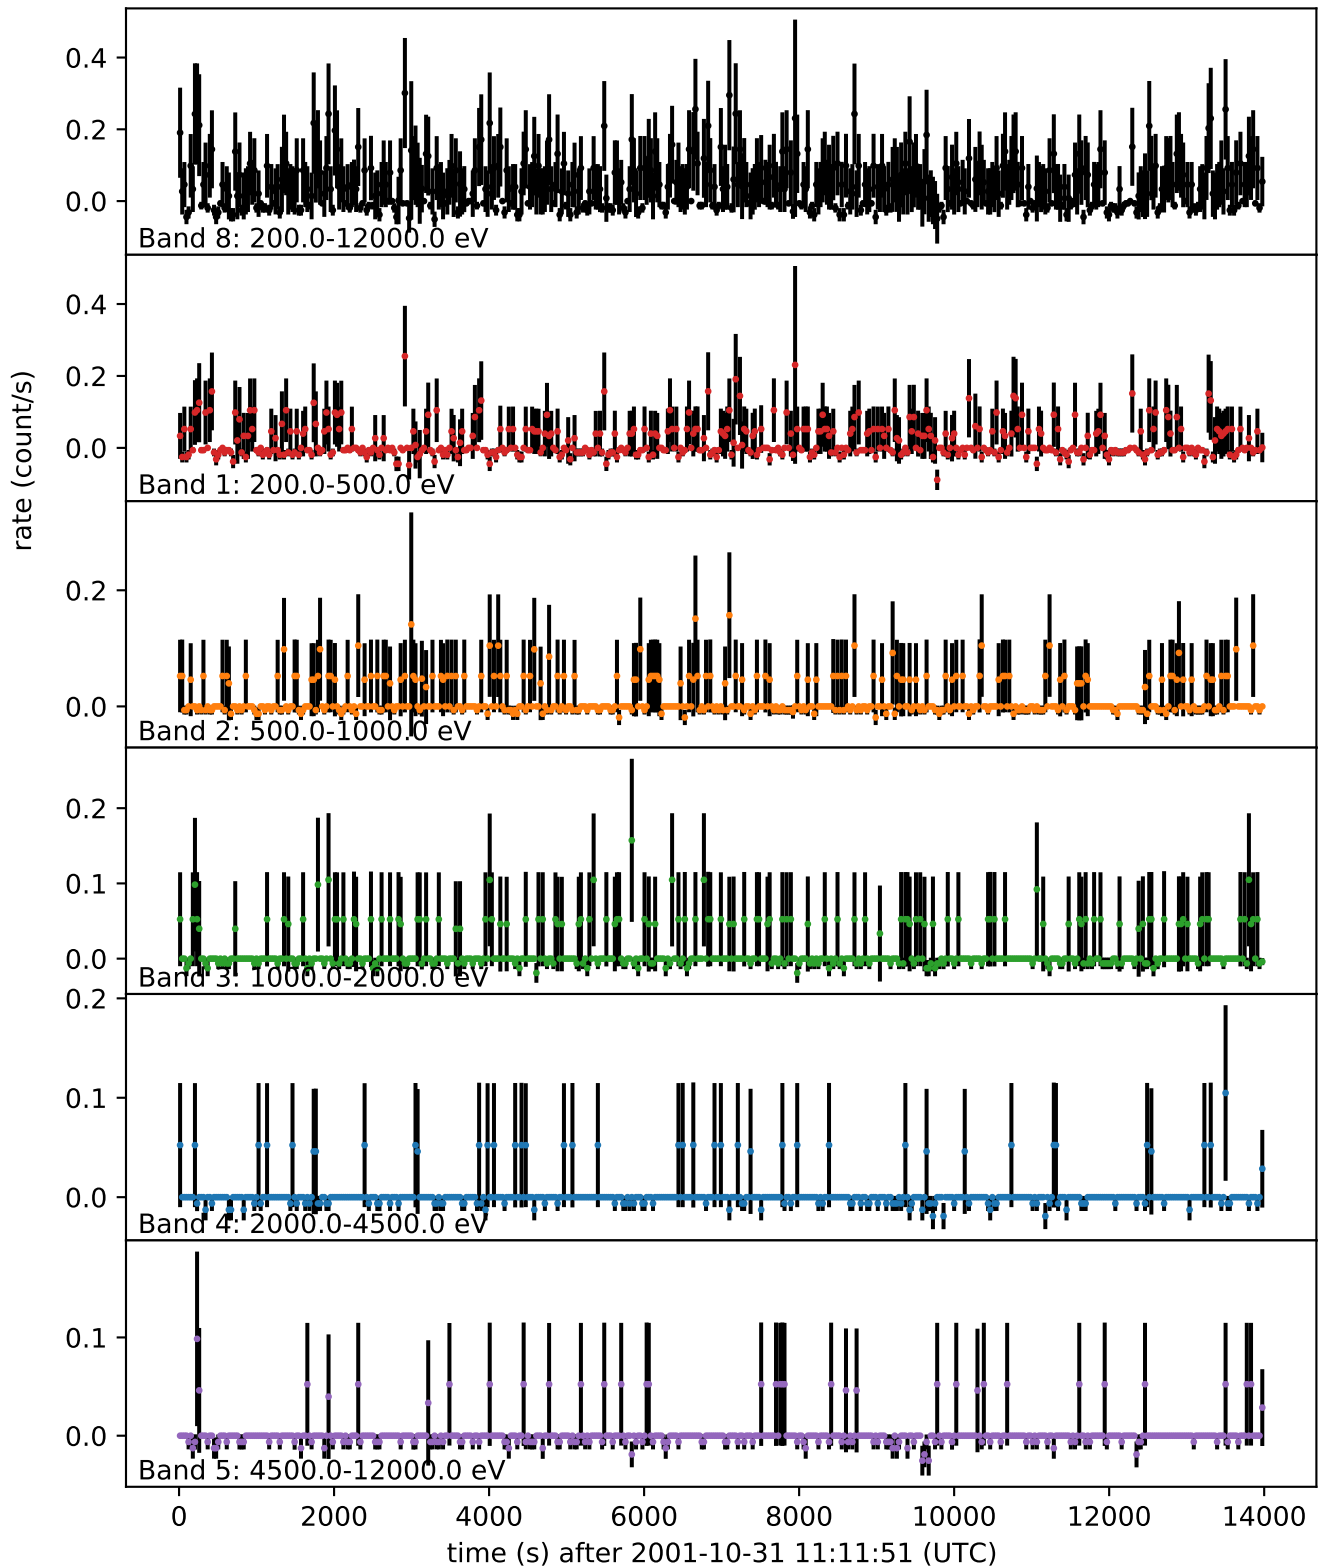 0.4
0.2
0.0
Band 8: 200.0-12000.0 eV
0.4
0.2
0.0
Band 1: 200.0-500.0 eV
rate (count/s)
0.2
0.0
Band 2: 500.0-1000.0 eV
0.2
0.1
0.0
Band 3: 1000.0-2000.0 eV
0.2
0.1
0.0
Band 4: 2000.0-4500.0 eV
0.1
0.0
Band 5: 4500.0-12000.0 eV
0 2000 4000 6000 8000 10000 12000 14000
time (s) after 2001-10-31 11:11:51 (UTC)